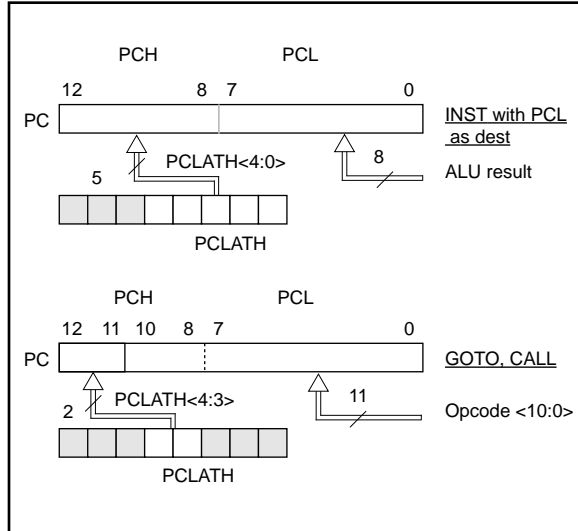 PCH PCL
12 8 7 0
PC
INST with PCL
as dest
PCLATH<4:0>
8
5
ALU result
PCLATH
PCH PCL
12 11 10 8 7 0
PC
GOTO, CALL
PCLATH<4:3>
11
2
Opcode <10:0>
PCLATH